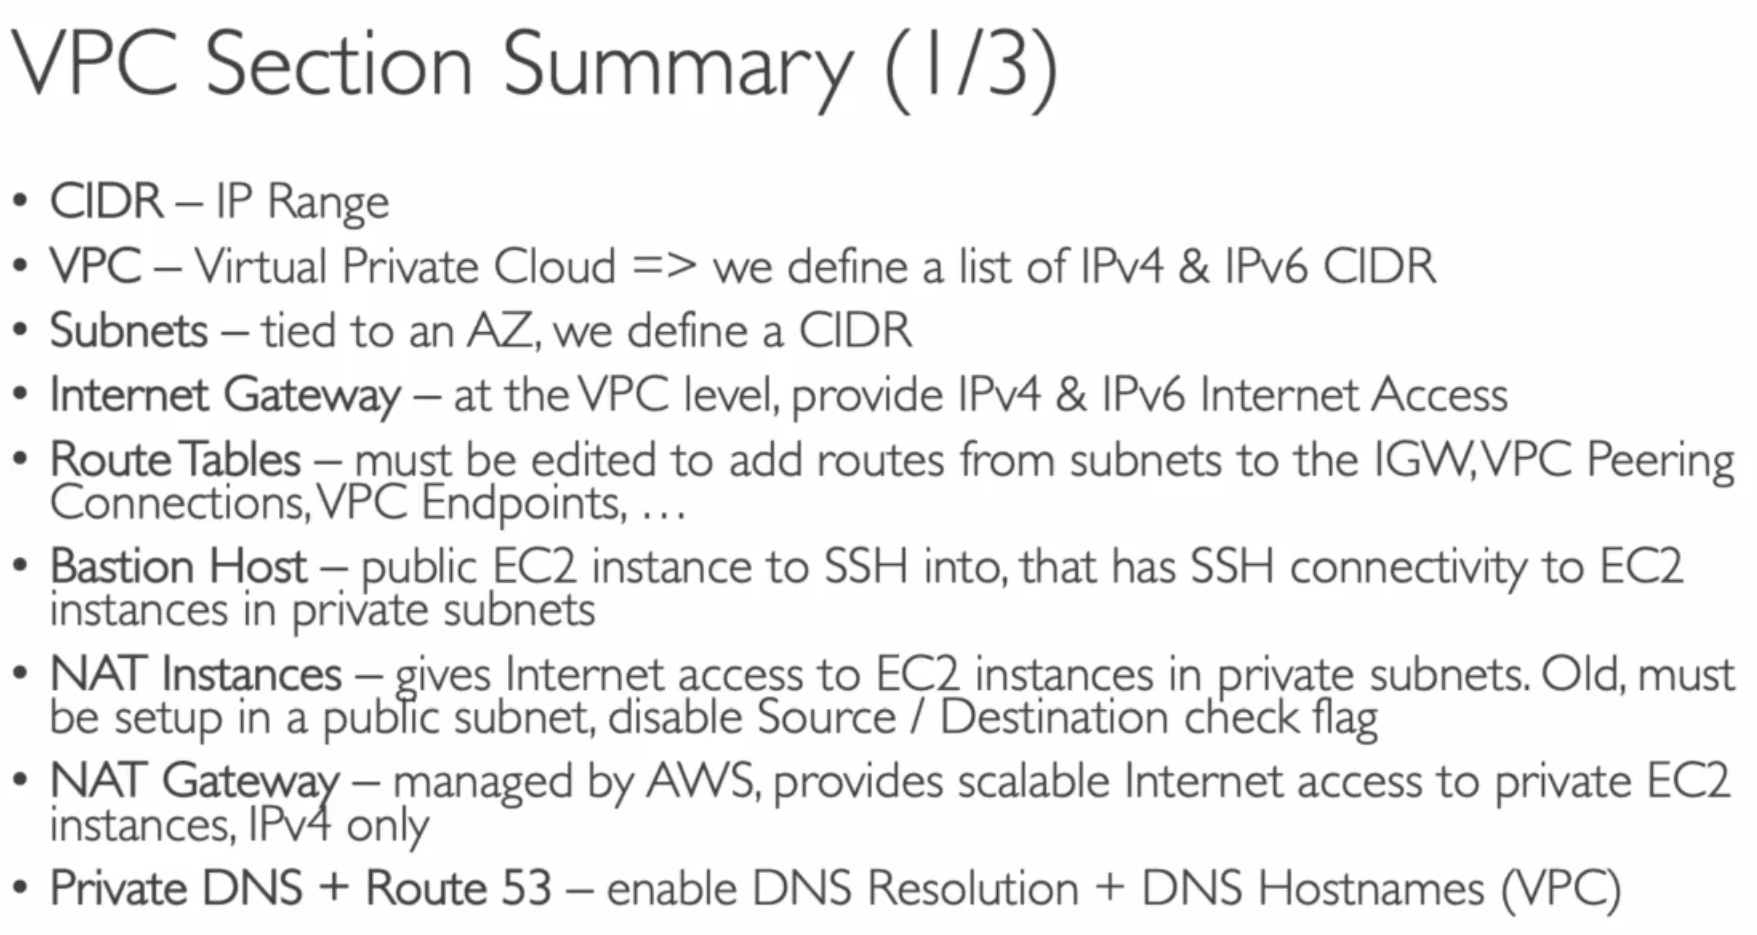 VPC Section Summary (1/3)
• CIDR – IP Range
• VPC – Virtual Private Cloud => we define a list of IPv4 & IPv6 CIDR
• Subnets – tied to an AZ, we define a CIDR
• Internet Gateway – at the VPC level, provide IPv4 & IPv6 Internet Access
• Route Tables – must be edited to add routes from subnets to the IGW, VPC Peering
Connections, VPC Endpoints, …
• Bastion Host – public EC2 instance to SSH into, that has SSH connectivity to EC2
instances in private subnets
• NAT Instances – gives Internet access to EC2 instances in private subnets. Old, must
be setup in a public subnet, disable Source / Destination check flag
• NAT Gateway – managed by AWS, provides scalable Internet access to private EC2
instances, IPv4 only
• Private DNS + Route 53 – enable DNS Resolution + DNS Hostnames (VPC)